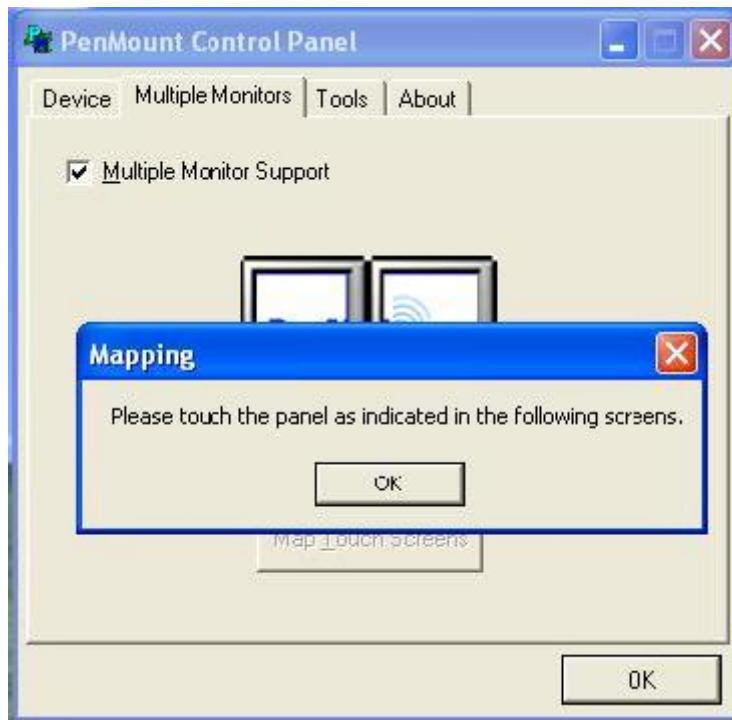 PenMount Control Panel
Device Multiple Monitors Tools About
Multiple Monitor Support
Mapping
Please touch the panel as indicated in the following screens.
OK
Map Touch Screens
OK